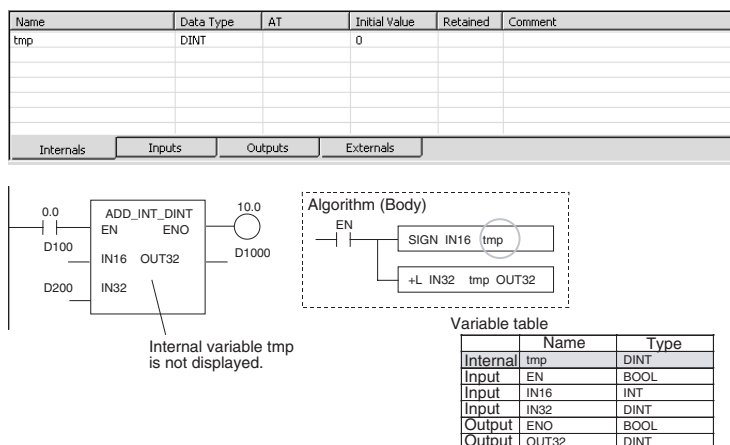 Name Data Type AT Initial Value Retained Comment
tmp DINT 0
Internals Inputs Outputs Externals
0.0 ADD_INT_DINT 10.0
EN ENO
D100 IN16 OUT32 D1000
D200 IN32
Internal variable tmp
is not displayed.
Algorithm (Body)
EN
SIGN IN16 tmp
+L IN32 tmp OUT32
Variable table
Name Type
Internal tmp DINT
Input EN BOOL
Input IN16 INT
Input IN32 DINT
Output ENO BOOL
Output OUT32 DINT